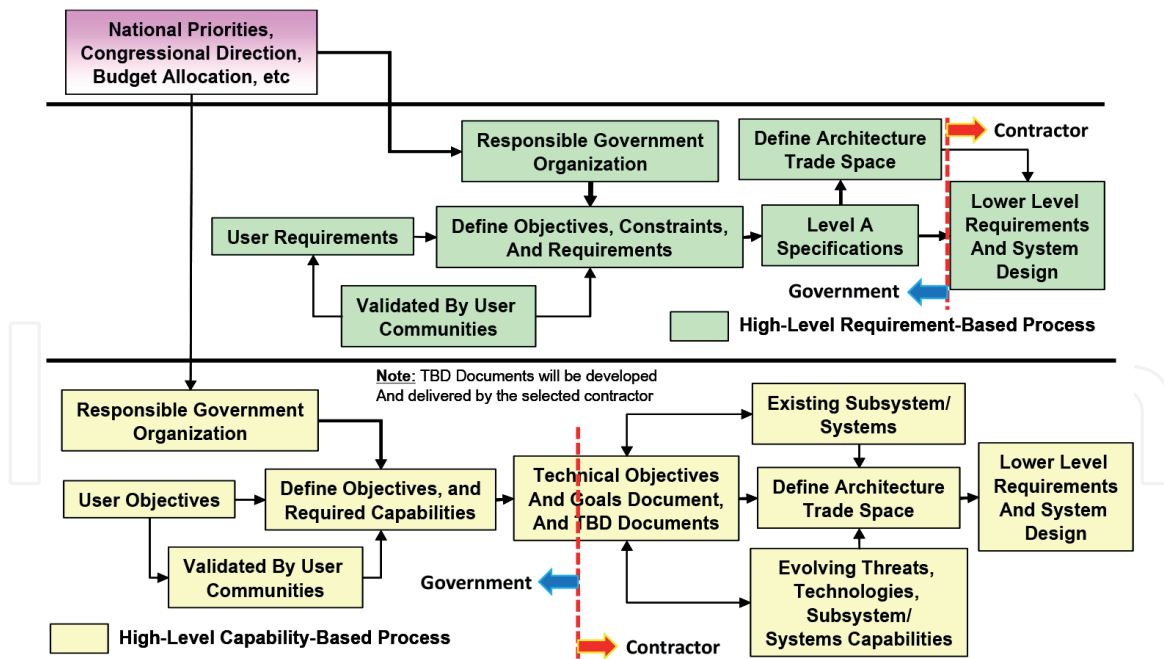 National Priorities,
Congressional Direction,
Budget Allocation, etc
Responsible Government
Organization
Define Architecture
Trade Space
Contractor
User Requirements
Define Objectives, Constraints,
And Requirements
Level A
Specifications
Lower Level
Requirements
And System
Design
Validated By User
Communities
Government
High-Level Requirement-Based Process
Note: TBD Documents will be developed
And delivered by the selected contractor
Responsible Government
Organization
Existing Subsystem/
Systems
User Objectives
Define Objectives, and
Required Capabilities
Technical Objectives
And Goals Document,
And TBD Documents
Define Architecture
Trade Space
Lower Level
Requirements
And System
Design
Validated By User
Communities
Government
Evolving Threats,
Technologies,
Subsystem/
Systems Capabilities
High-Level Capability-Based Process
Contractor